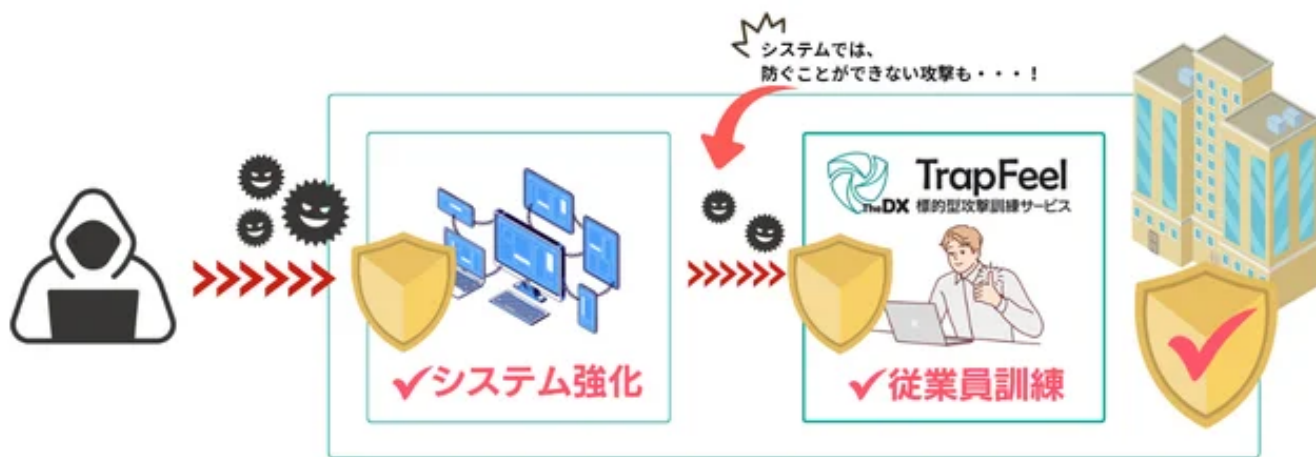 システムでは、
防ぐことができない攻撃も・・・！
TrapFeel
TheDX 標的型攻撃訓練サービス
システム強化
従業員訓練